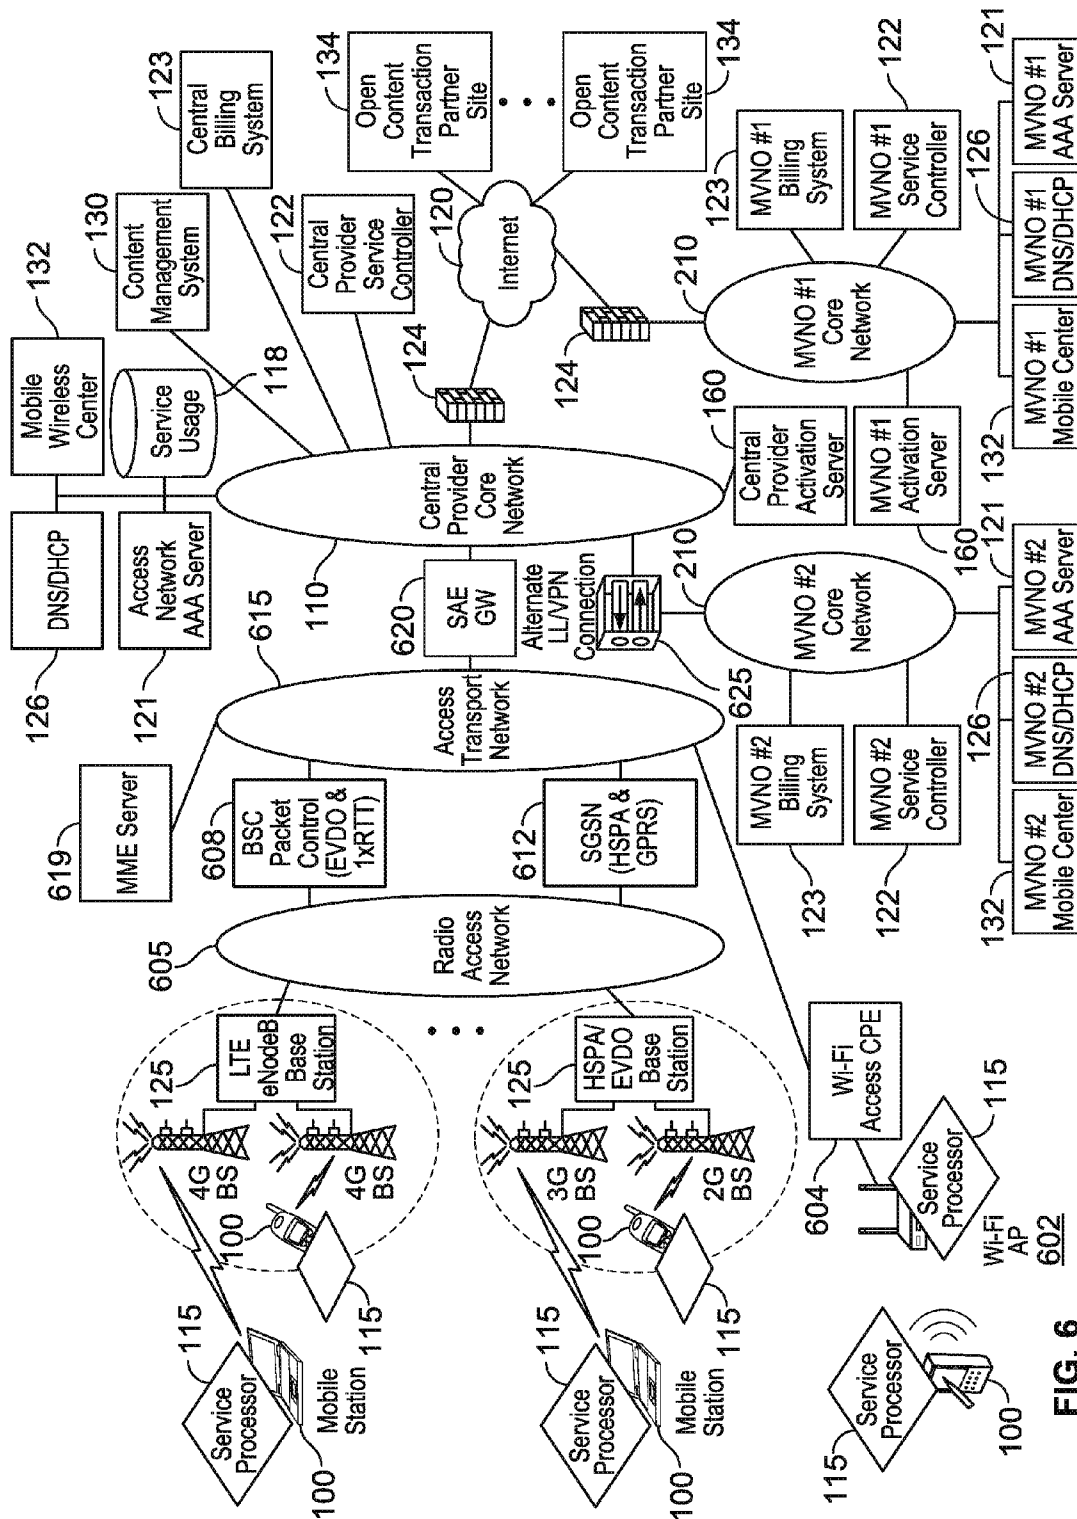 Service
Processor
115
100
Mobile
Station
100
115
4G
BS
4G
BS
125
LTE
eNodeB
Base
Station
Service
Processor
115
100
Mobile
Station
100
115
3G
BS
2G
BS
125
HSPA/
EVDO
Base
Station
Service
Processor
115
100
Service
Processor
115
Wi-Fi
AP
602
604
Wi-Fi
Access CPE
605
Radio
Access
Network
608
BSC
Packet
Control
(EVDO &
1xRTT)
612
SGSN
(HSPA &
GPRS)
619
MME Server
615
Access
Transport
Network
620
SAE
GW
Alternate
LL/VPN
Connection
625
110
Central
Provider
Core
Network
126
DNS/DHCP
121
Access
Network
AAA Server
Mobile
Wireless
Center
132
Service
Usage
118
Content
Management
System
130
Central
Billing
System
123
Central
Provider
Service
Controller
122
124
Internet
120
Open
Content
Transaction
Partner
Site
134
Open
Content
Transaction
Partner
Site
134
124
160
Central
Provider
Activation
Server
210
MVNO #2
Core
Network
MVNO #2
Billing
System
123
MVNO #2
Service
Controller
122
132
MVNO #2
Mobile Center
126
MVNO #2
DNS/DHCP
121
MVNO #2
AAA Server
210
MVNO #1
Core
Network
123
MVNO #1
Billing
System
122
MVNO #1
Service
Controller
MVNO #1
Activation
Server
160
132
MVNO #1
Mobile Center
126
MVNO #1
DNS/DHCP
121
MVNO #1
AAA Server
FIG. 6